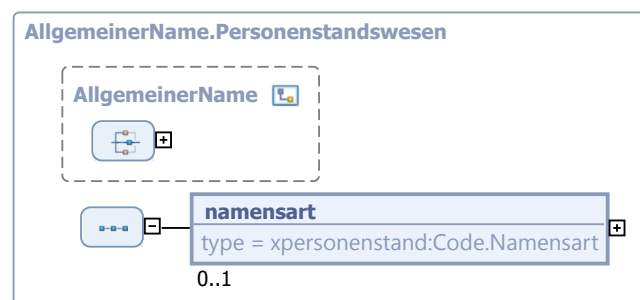 AllgemeinerName.Personenstandswesen
AllgemeinerName
namensart
type = xpersonenstand:Code.Namensart
0..1